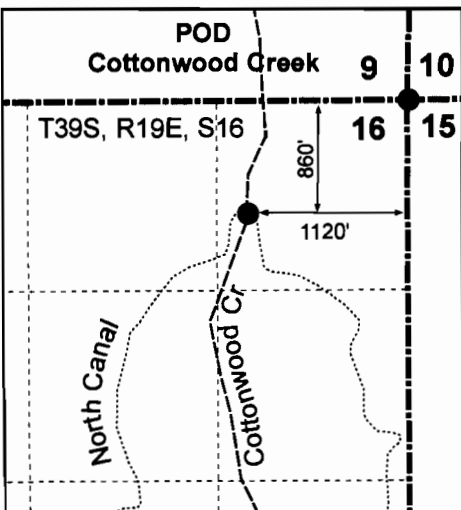 POD
Cottonwood Creek
9 10
T39S, R19E, S16
16 15
860'
1120'
North Canal
Cottonwood Cr